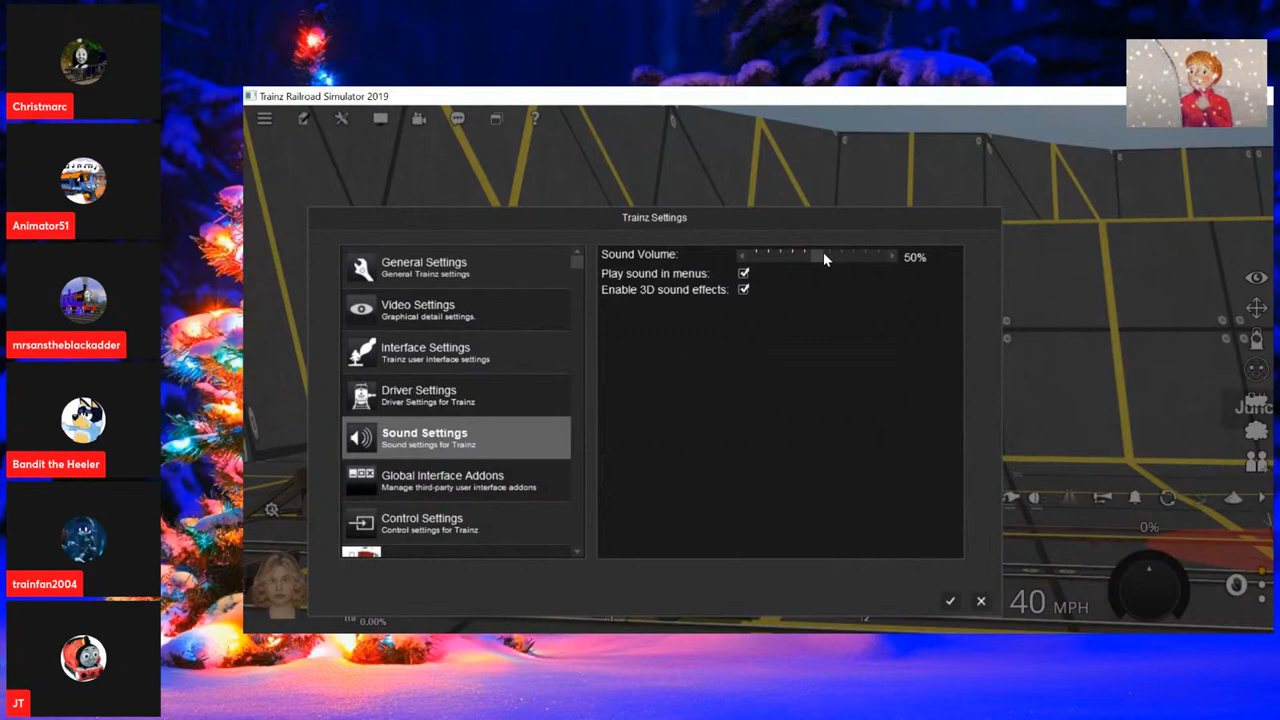 Christmarc
Animator51
mrsanstheblackadder
Bandit the Heeler
trainfan2004
JT
Trainz Railroad Simulator 2019
?
Trainz Settings
General Settings
General Trainz settings
Video Settings
Graphical detail settings.
Interface Settings
Trainz user interface settings
Driver Settings
Driver Settings for Trainz
Sound Settings
Sound settings for Trainz
Global Interface Addons
Manage third-party user interface addons
Control Settings
Control settings for Trainz
Sound Volume:
50%
Play sound in menus:
Enable 3D sound effects:
Junc
0%
40 MPH
0.00%